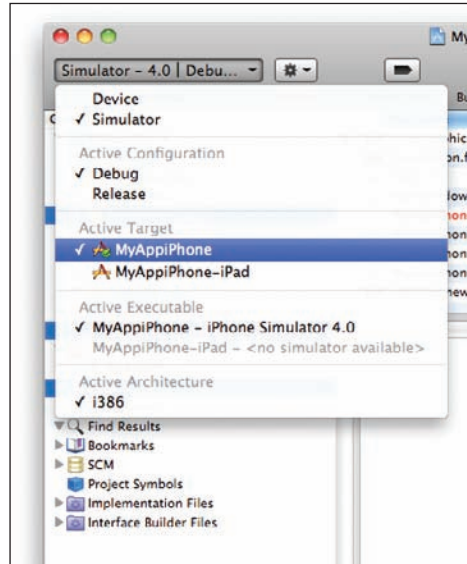 My
Simulator – 4.0 | Debu...
Device
Simulator
Active Configuration
Debug
Release
Active Target
MyAppiPhone
MyAppiPhone-iPad
Active Executable
MyAppiPhone – iPhone Simulator 4.0
MyAppiPhone-iPad – <no simulator available>
Active Architecture
i386
Find Results
Bookmarks
SCM
Project Symbols
Implementation Files
Interface Builder Files